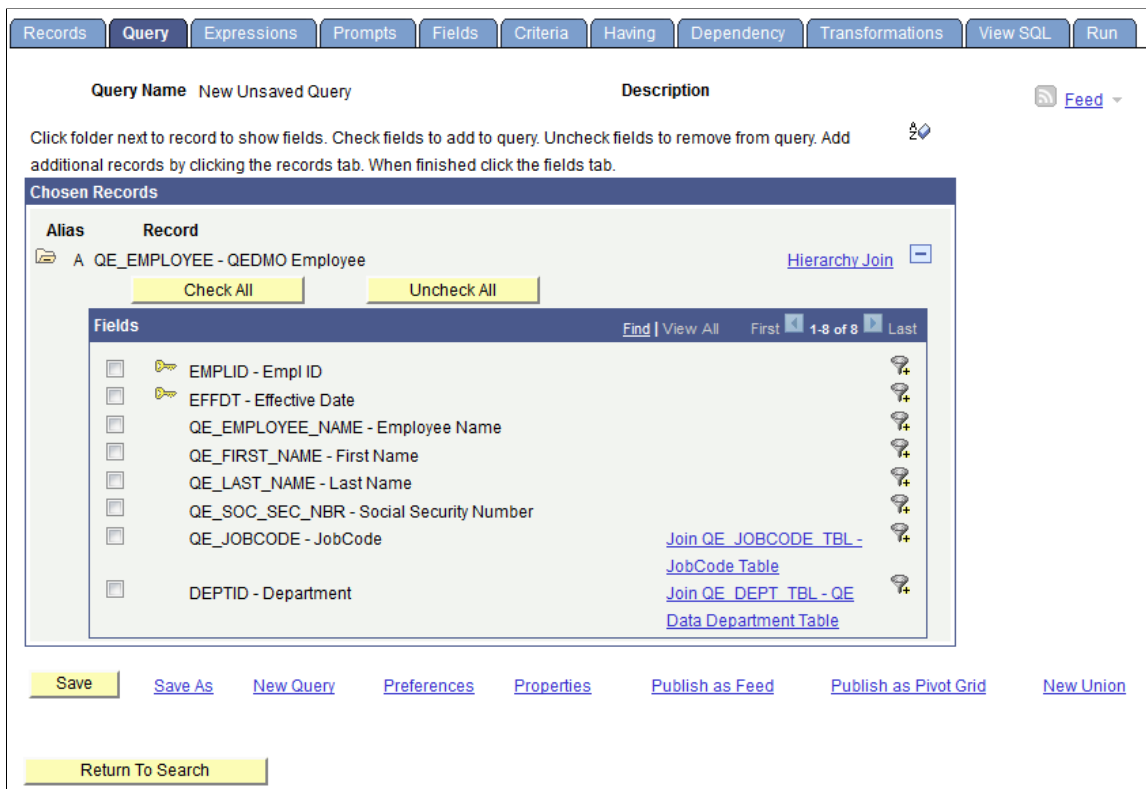 Records Query Expressions Prompts Fields Criteria Having Dependency Transformations View SQL Run
Query Name New Unsaved Query Description
Feed
Click folder next to record to show fields. Check fields to add to query. Uncheck fields to remove from query. Add
additional records by clicking the records tab. When finished click the fields tab.
Chosen Records
Alias Record
A QE_EMPLOYEE - QEDMO Employee Hierarchy Join
Check All Uncheck All
Fields Find | View All First 1-8 of 8 Last
EMPLID - Empl ID
EFFDT - Effective Date
QE_EMPLOYEE_NAME - Employee Name
QE_FIRST_NAME - First Name
QE_LAST_NAME - Last Name
QE_SOC_SEC_NBR - Social Security Number
QE_JOBCODE - JobCode Join QE_JOBCODE_TBL -
JobCode Table
DEPTID - Department Join QE_DEPT_TBL - QE
Data Department Table
Save Save As New Query Preferences Properties Publish as Feed Publish as Pivot Grid New Union
Return To Search